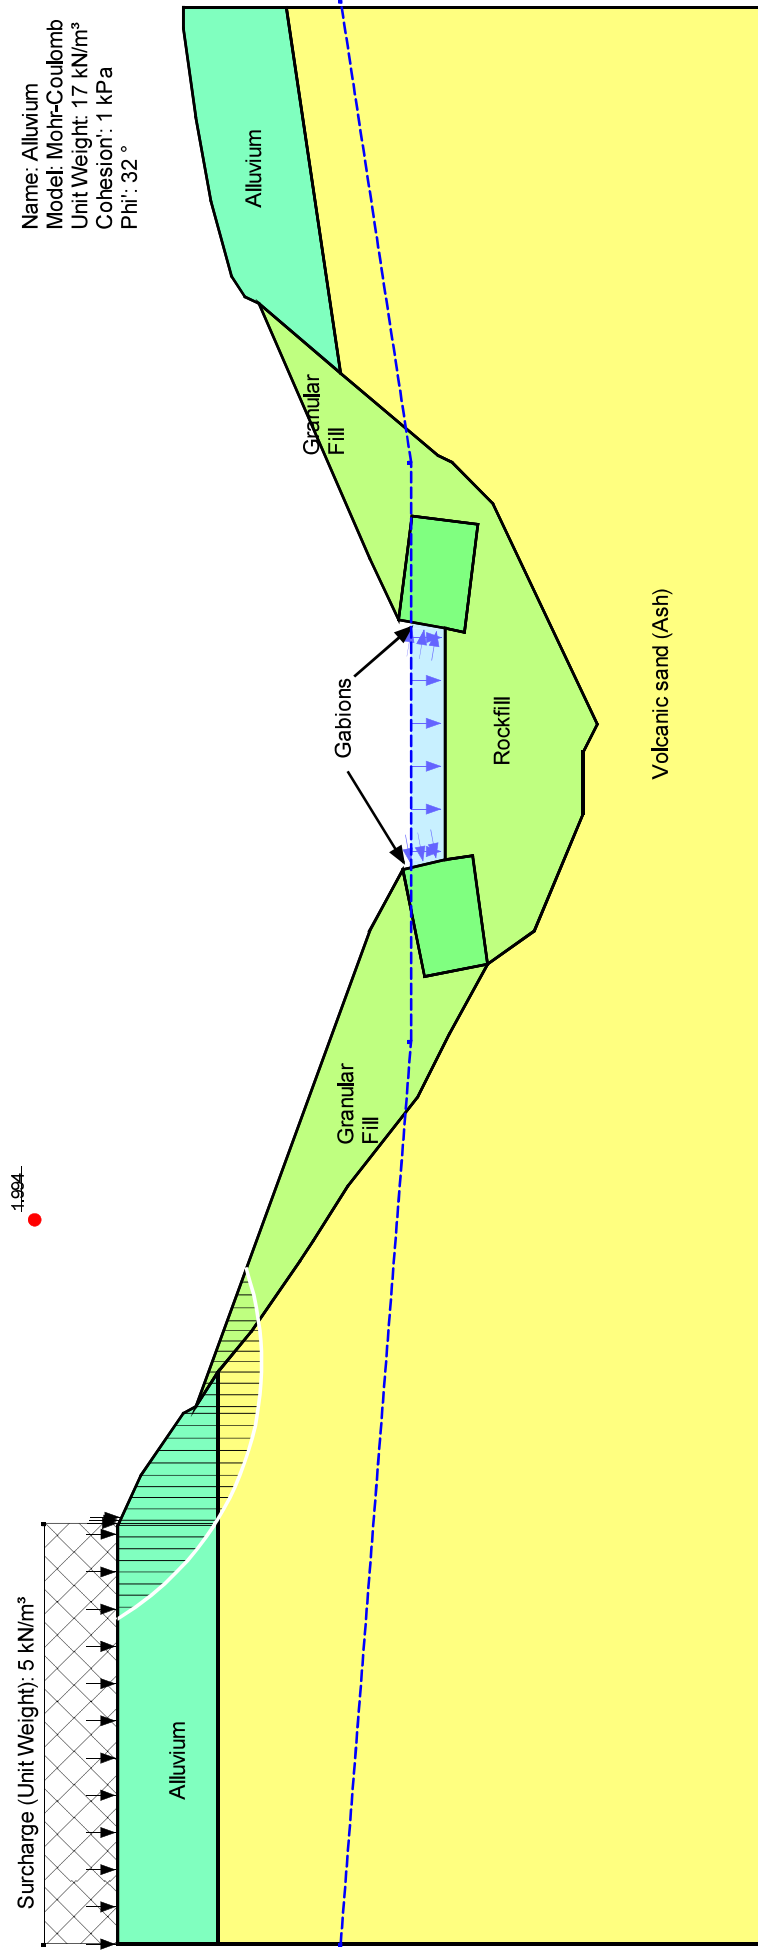 Surcharge (Unit Weight): 5 kN/m³
1.994
Name: Alluvium
Model: Mohr-Coulomb
Unit Weight: 17 kN/m³
Cohesion': 1 kPa
Phi': 32 °
Alluvium
Alluvium
Granular
Fill
Granular
Fill
Gabions
Rockfill
Volcanic sand (Ash)